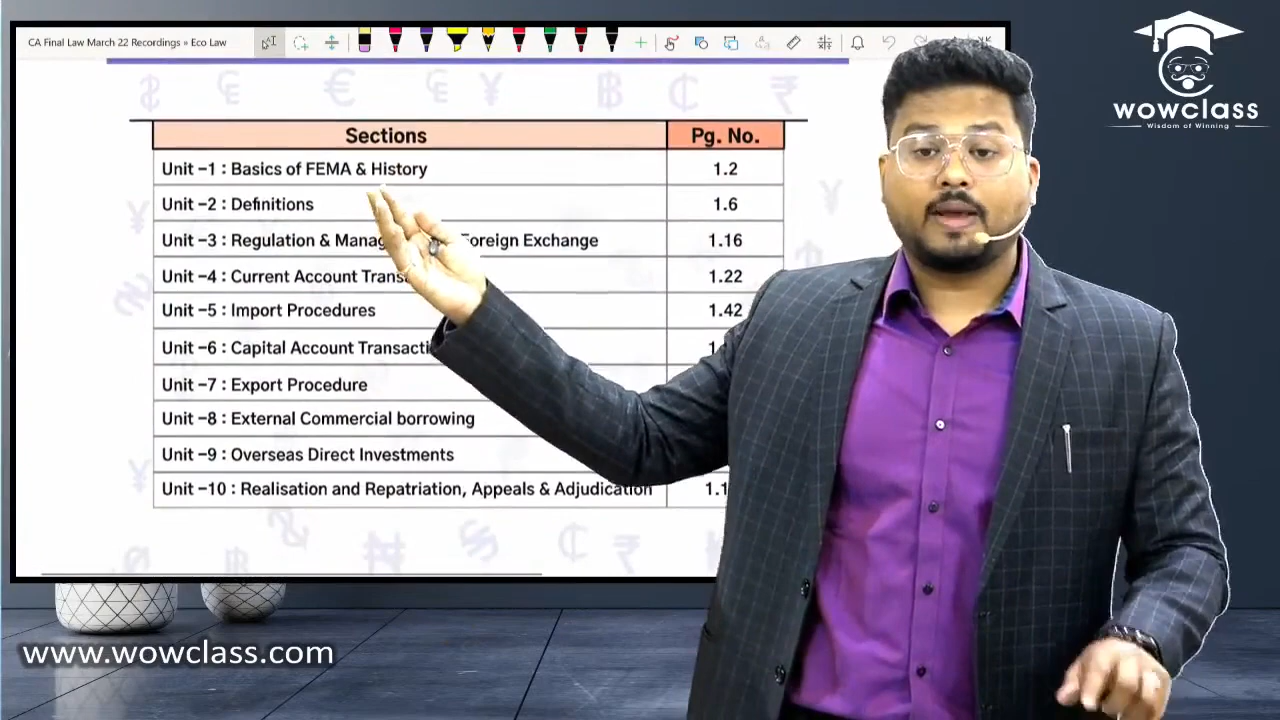 CA Final Law March 22 Recordings » Eco Law
wowclass
Wisdom of Winning
Sections Pg. No.
Unit –1 : Basics of FEMA & History 1.2
Unit –2 : Definitions 1.6
Unit –3 : Regulation & Foreign Exchange 1.16
Unit –4 : Current Account 1.22
Unit –5 : Import Procedures 1.42
Unit –6 : Capital Account
Unit –7 : Export Procedure
Unit –8 : External Commercial borrowing
Unit –9 : Overseas Direct Investments
Unit –10 : Realisation and Repatriation, Appeals & Adjudication
www.wowclass.com